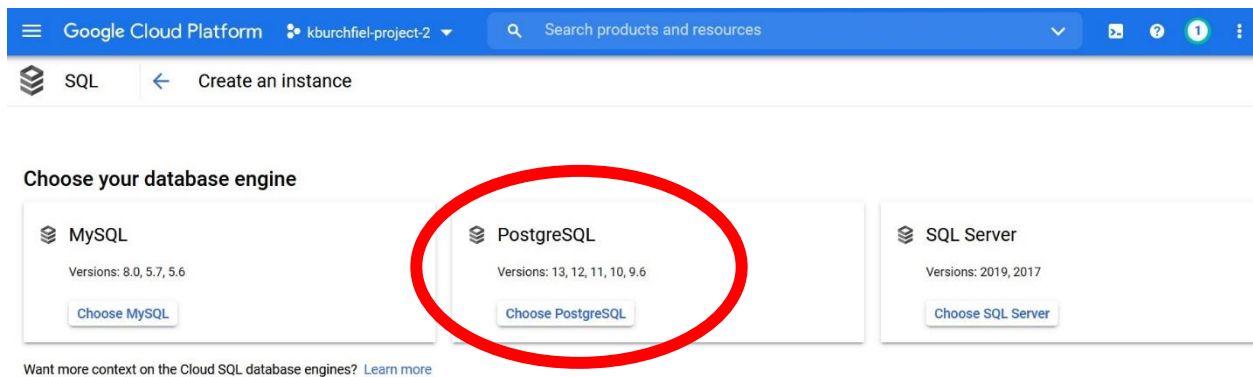 Google Cloud Platform kburchfiel-project-2 Search products and resources 1
SQL Create an instance
Choose your database engine
MySQL
Versions: 8.0, 5.7, 5.6
Choose MySQL
PostgreSQL
Versions: 13, 12, 11, 10, 9.6
Choose PostgreSQL
SQL Server
Versions: 2019, 2017
Choose SQL Server
Want more context on the Cloud SQL database engines? Learn more